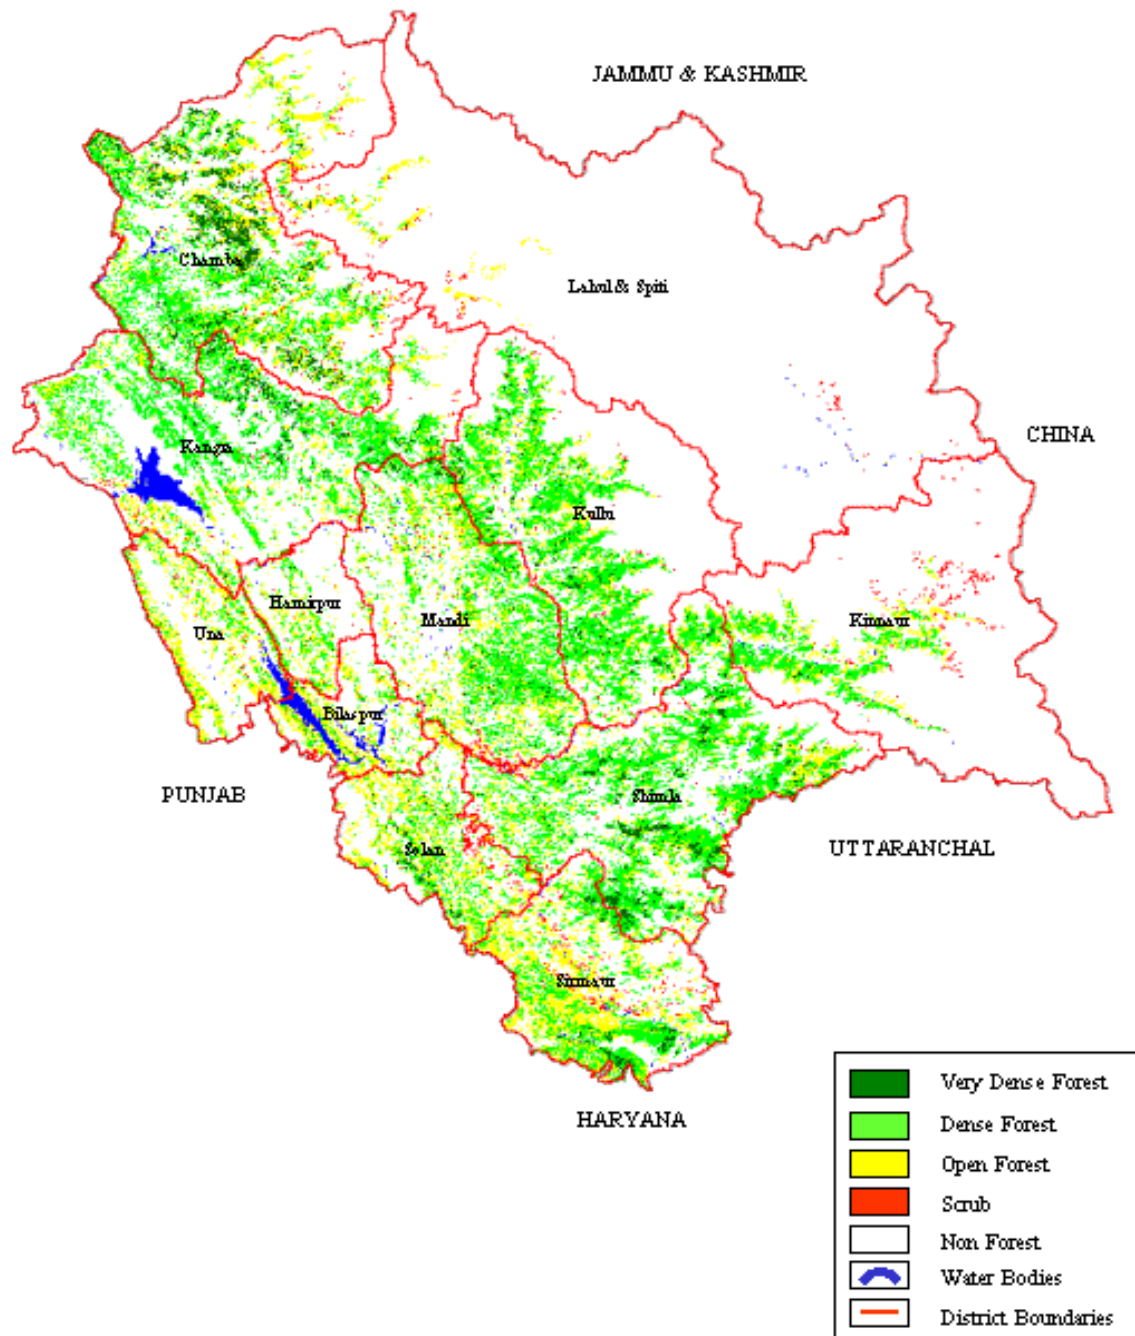 JAMMU & KASHMIR
Chamba
Lahul & Spiti
CHINA
Kangra
Kullu
Hamirpur
Mandi
Kinnaur
Una
Bilaspur
PUNJAB
Shimla
Solan
UTTARANCHAL
Sirmaur
HARYANA
Very Dense Forest
Dense Forest
Open Forest
Scrub
Non Forest
Water Bodies
District Boundaries